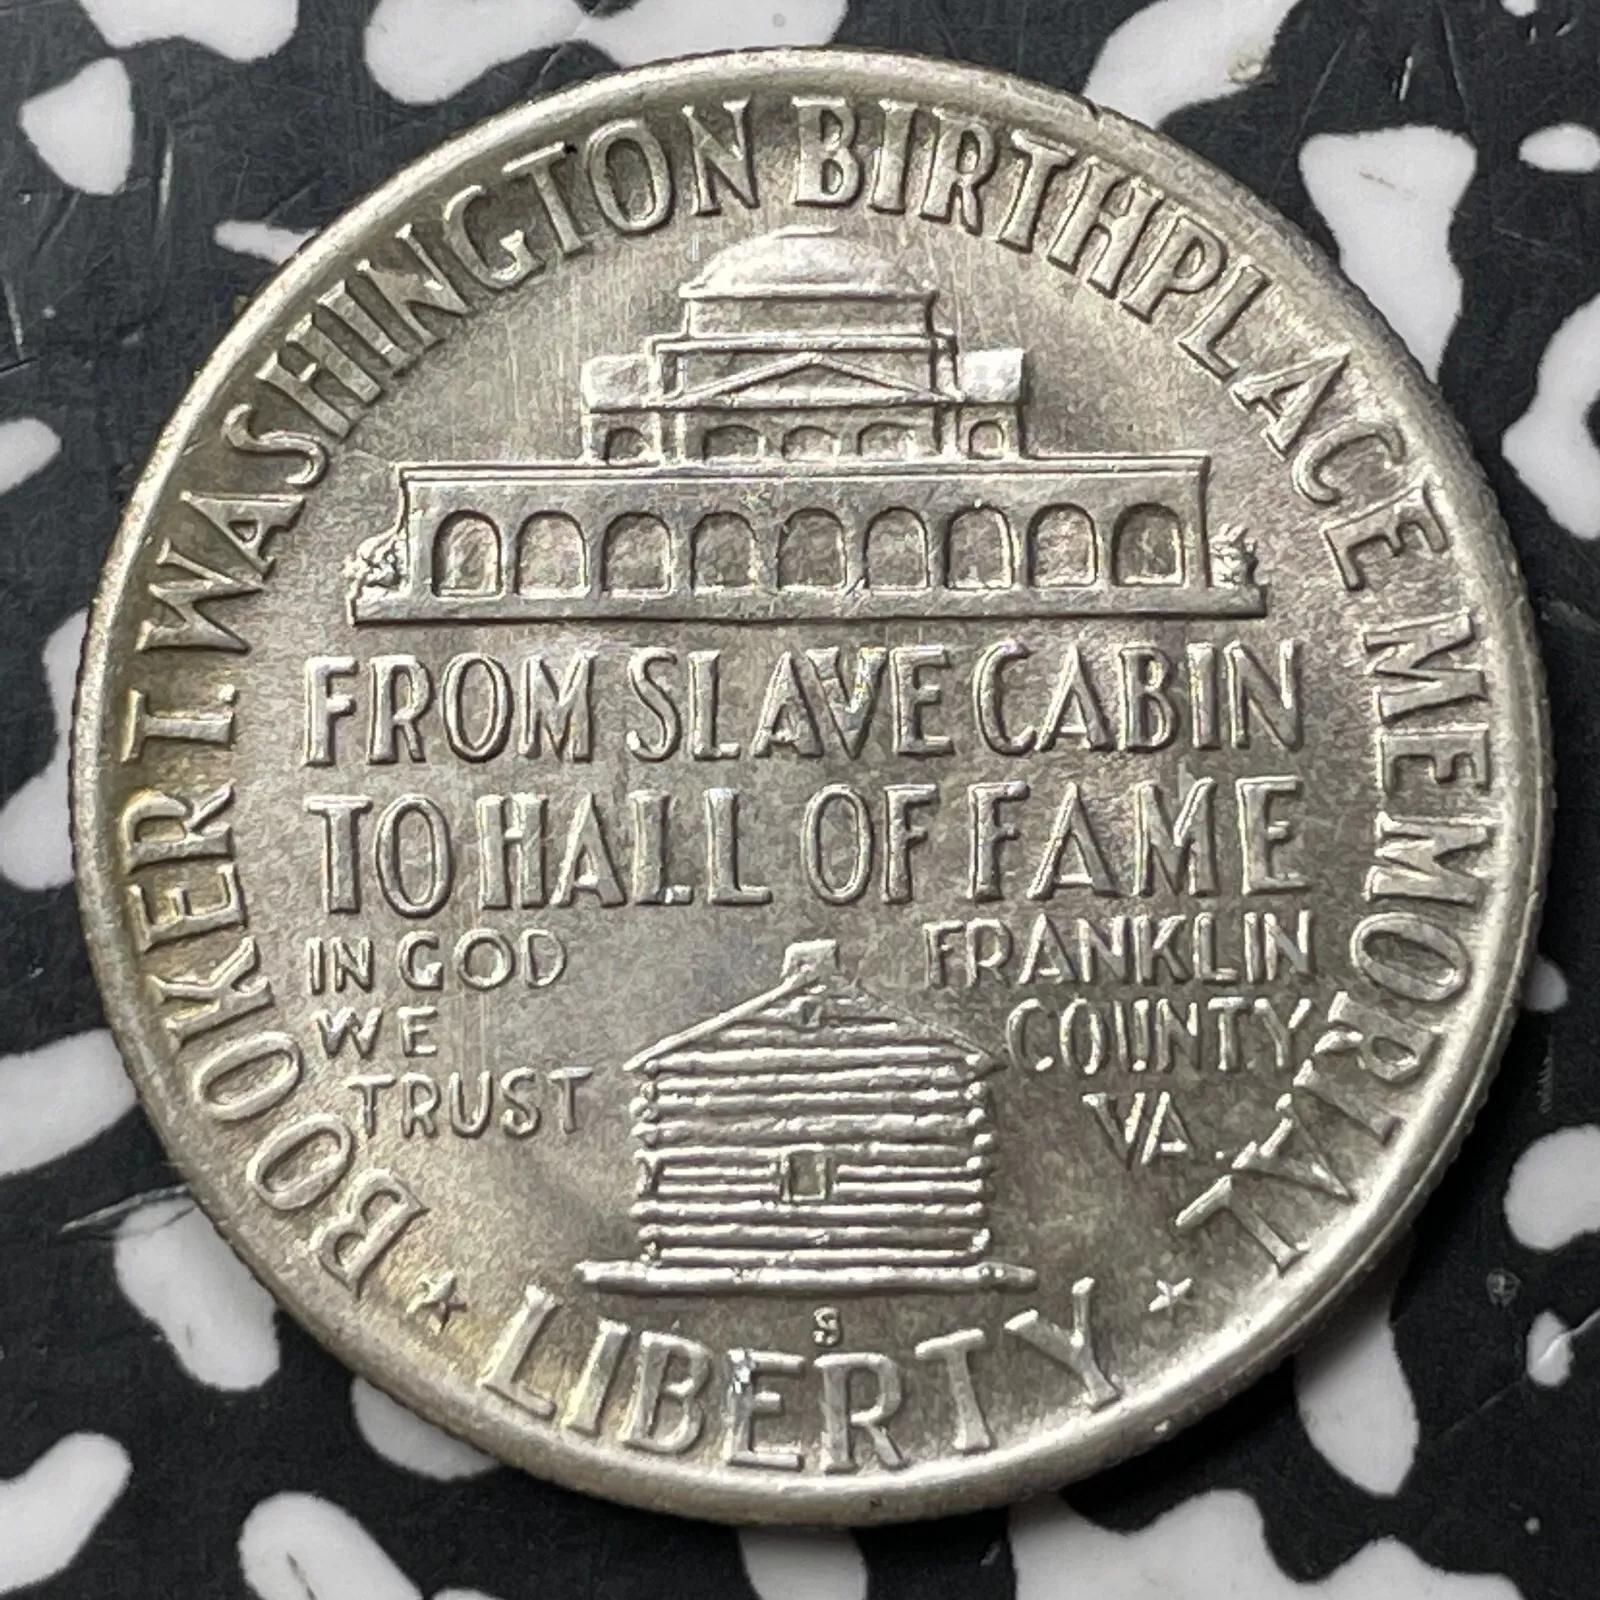 BOOKER T. WASHINGTON BIRTHPLACE MEMORIAL
FROM SLAVE CABIN
TO HALL OF FAME
IN GOD
WE
TRUST
FRANKLIN
COUNTY
VA.
S
LIBERTY